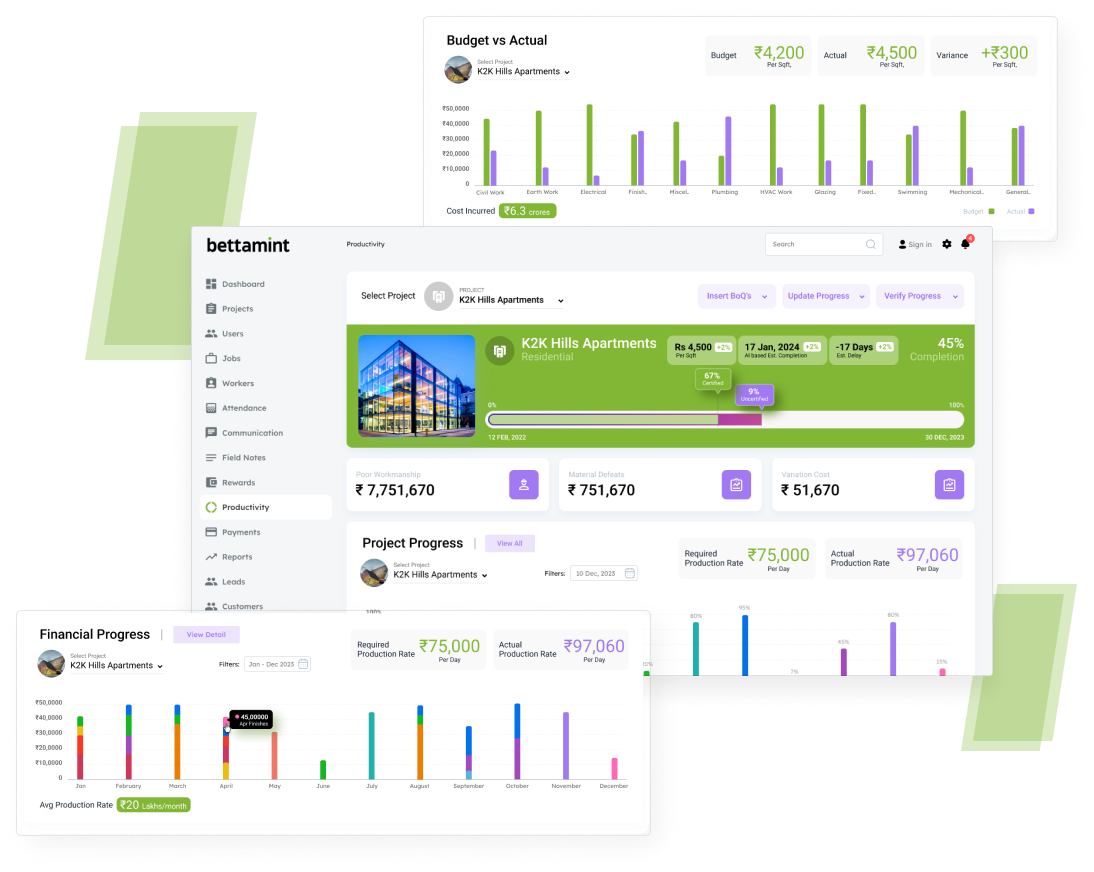 Budget vs Actual
Select Project
K2K Hills Apartments
Budget ₹4,200 Per Sqft,
Actual ₹4,500 Per Sqft,
Variance +₹300 Per Sqft,
₹50,0000
₹40,0000
₹30,0000
₹20,0000
₹10,0000
0
Civil Work Earth Work Electrical Finish.. Miscel.. Plumbing HVAC Work Glazing Fixed.. Swimming Mechanical.. General..
Cost Incurred ₹6.3 crores
Budget Actual
bettamint
Productivity
Search
Sign in
4
Dashboard
Projects
Users
Jobs
Workers
Attendance
Communication
Field Notes
Rewards
Productivity
Payments
Reports
Leads
Customers
Select Project
PROJECT
K2K Hills Apartments
Insert BoQ's
Update Progress
Verify Progress
K2K Hills Apartments
Residential
Rs 4,500 +2%
Per Sqft
17 Jan, 2024 +2%
AI based Est. Completion
-17 Days +2%
Est. Delay
45%
Completion
67%
Certified
9%
Uncertified
0% 100%
12 FEB, 2022 30 DEC, 2023
Poor Workmanship
₹ 7,751,670
Material Defeats
₹ 751,670
Variation Cost
₹ 51,670
Project Progress | View All
Select Project
K2K Hills Apartments
Filters: 10 Dec, 2023
Required
Production Rate
₹75,000
Per Day
Actual
Production Rate
₹97,060
Per Day
100%
80% 95% 7% 45% 80% 15%
Financial Progress | View Detail
Select Project
K2K Hills Apartments
Filters: Jan - Dec 2023
Required
Production Rate
₹75,000
Per Day
Actual
Production Rate
₹97,060
Per Day
₹50,0000
₹40,0000
₹30,0000
₹20,0000
₹10,0000
0
45,00000
Apr Finishes
Jan February March April May June July August September October November December
Avg Production Rate ₹20 Lakhs/month